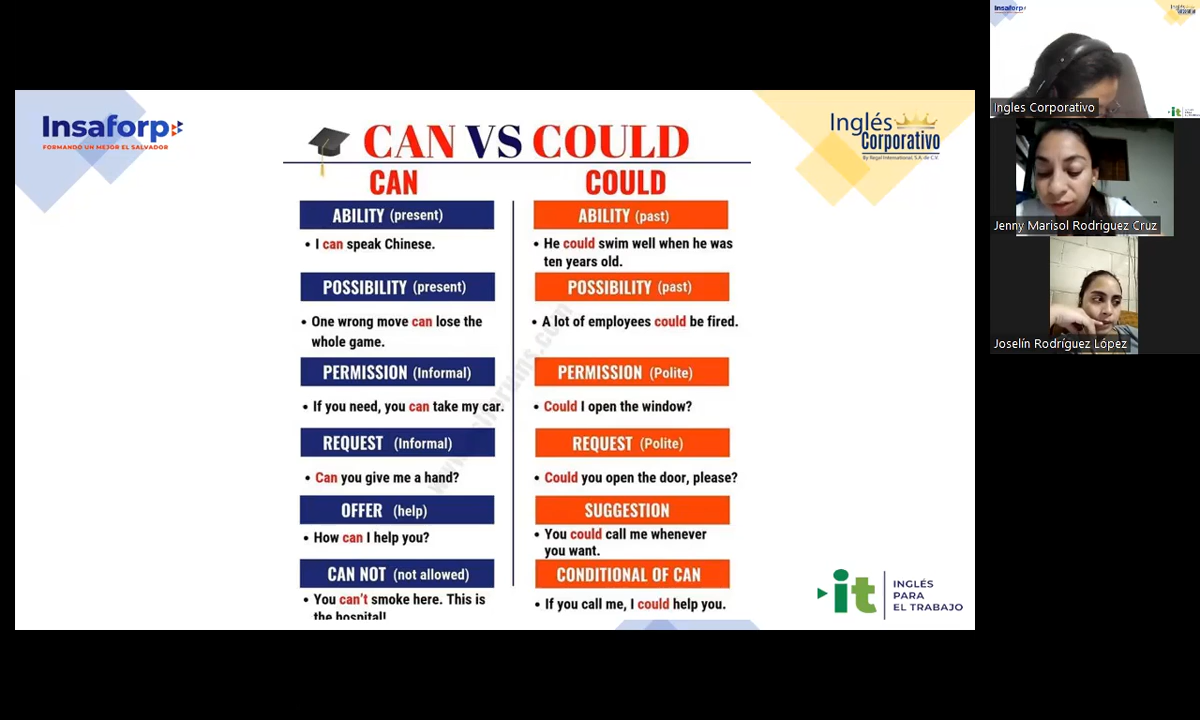 Insaforp
FORMANDO UN MEJOR EL SALVADOR
CAN VS COULD
Inglés
Corporativo
By Regal International, S.A. de C.V.
CAN
ABILITY (present)
• I can speak Chinese.
POSSIBILITY (present)
• One wrong move can lose the
whole game.
PERMISSION (Informal)
• If you need, you can take my car.
REQUEST (Informal)
• Can you give me a hand?
OFFER (help)
• How can I help you?
CAN NOT (not allowed)
• You can't smoke here. This is
the hospital!
COULD
ABILITY (past)
• He could swim well when he was
ten years old.
POSSIBILITY (past)
• A lot of employees could be fired.
PERMISSION (Polite)
• Could I open the window?
REQUEST (Polite)
• Could you open the door, please?
SUGGESTION
• You could call me whenever
you want.
CONDITIONAL OF CAN
• If you call me, I could help you.
it
INGLÉS
PARA
EL TRABAJO
Insaforp
Ingles Corporativo
Jenny Marisol Rodriguez Cruz
Joselín Rodríguez López